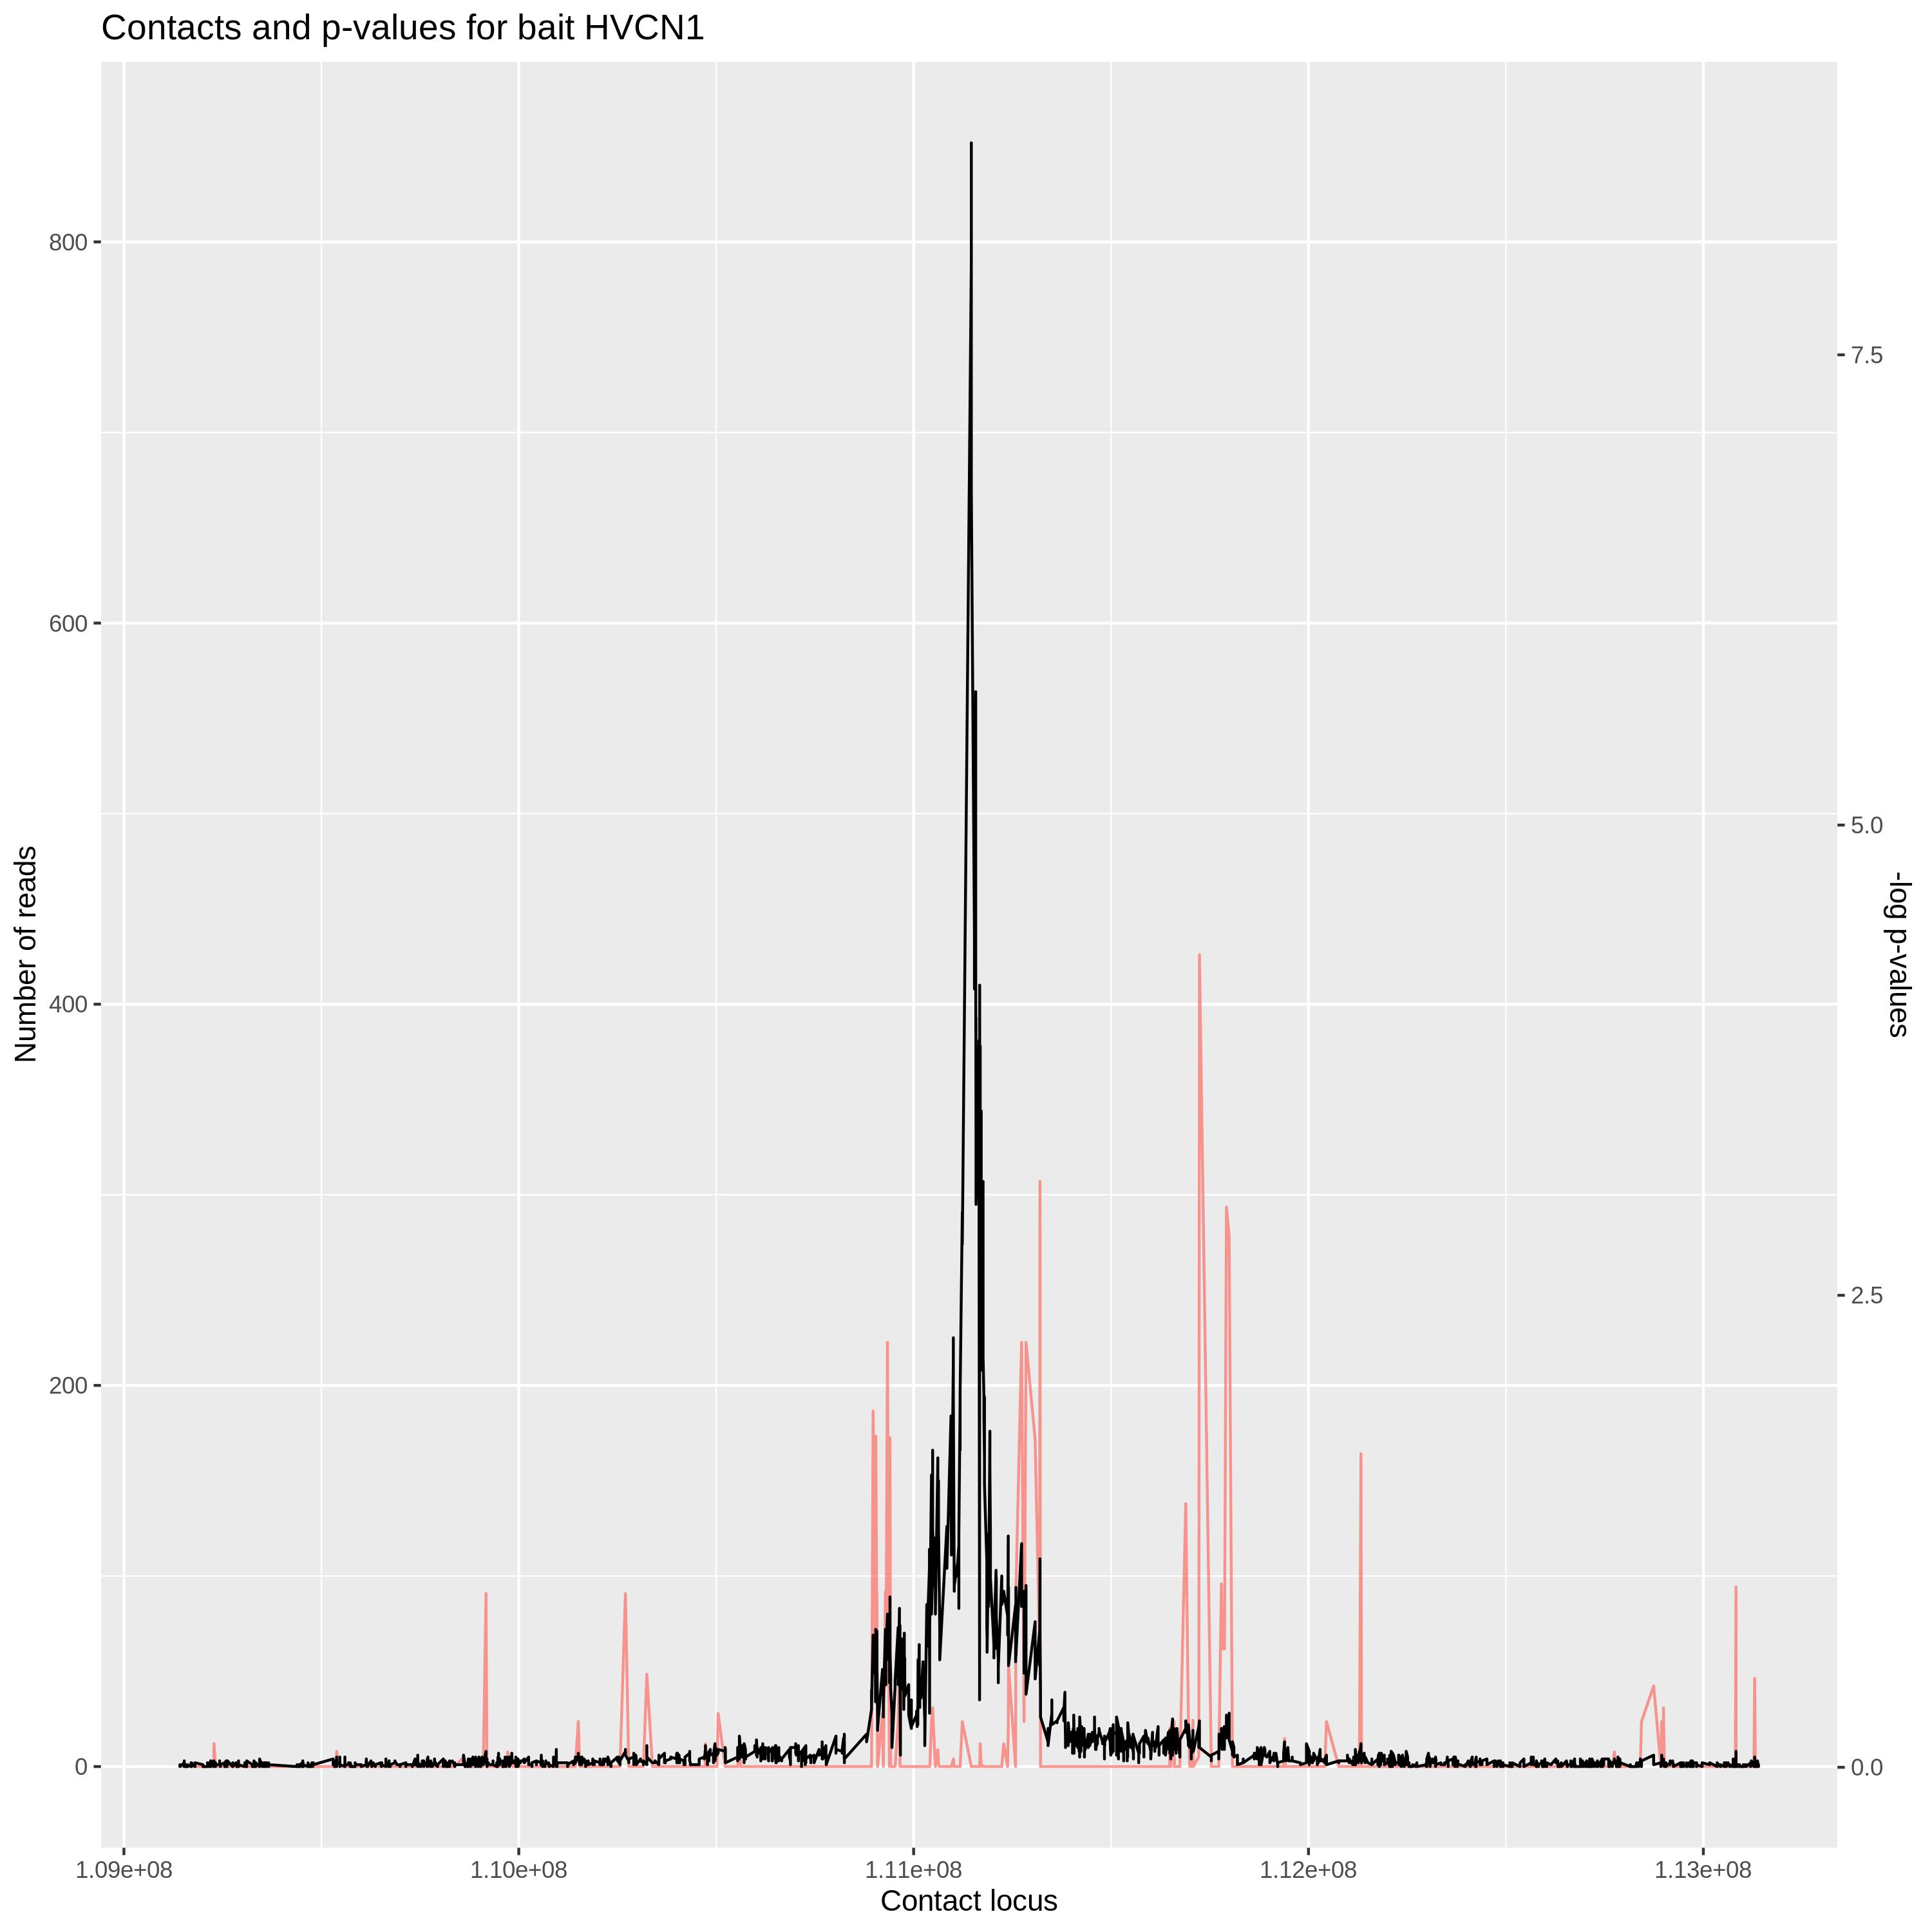 Contacts and p-values for bait HVCN1
800
600
400
200
0
Number of reads
7.5
5.0
2.5
0.0
-log p-values
1.09e+08
1.10e+08
1.11e+08
1.12e+08
1.13e+08
Contact locus